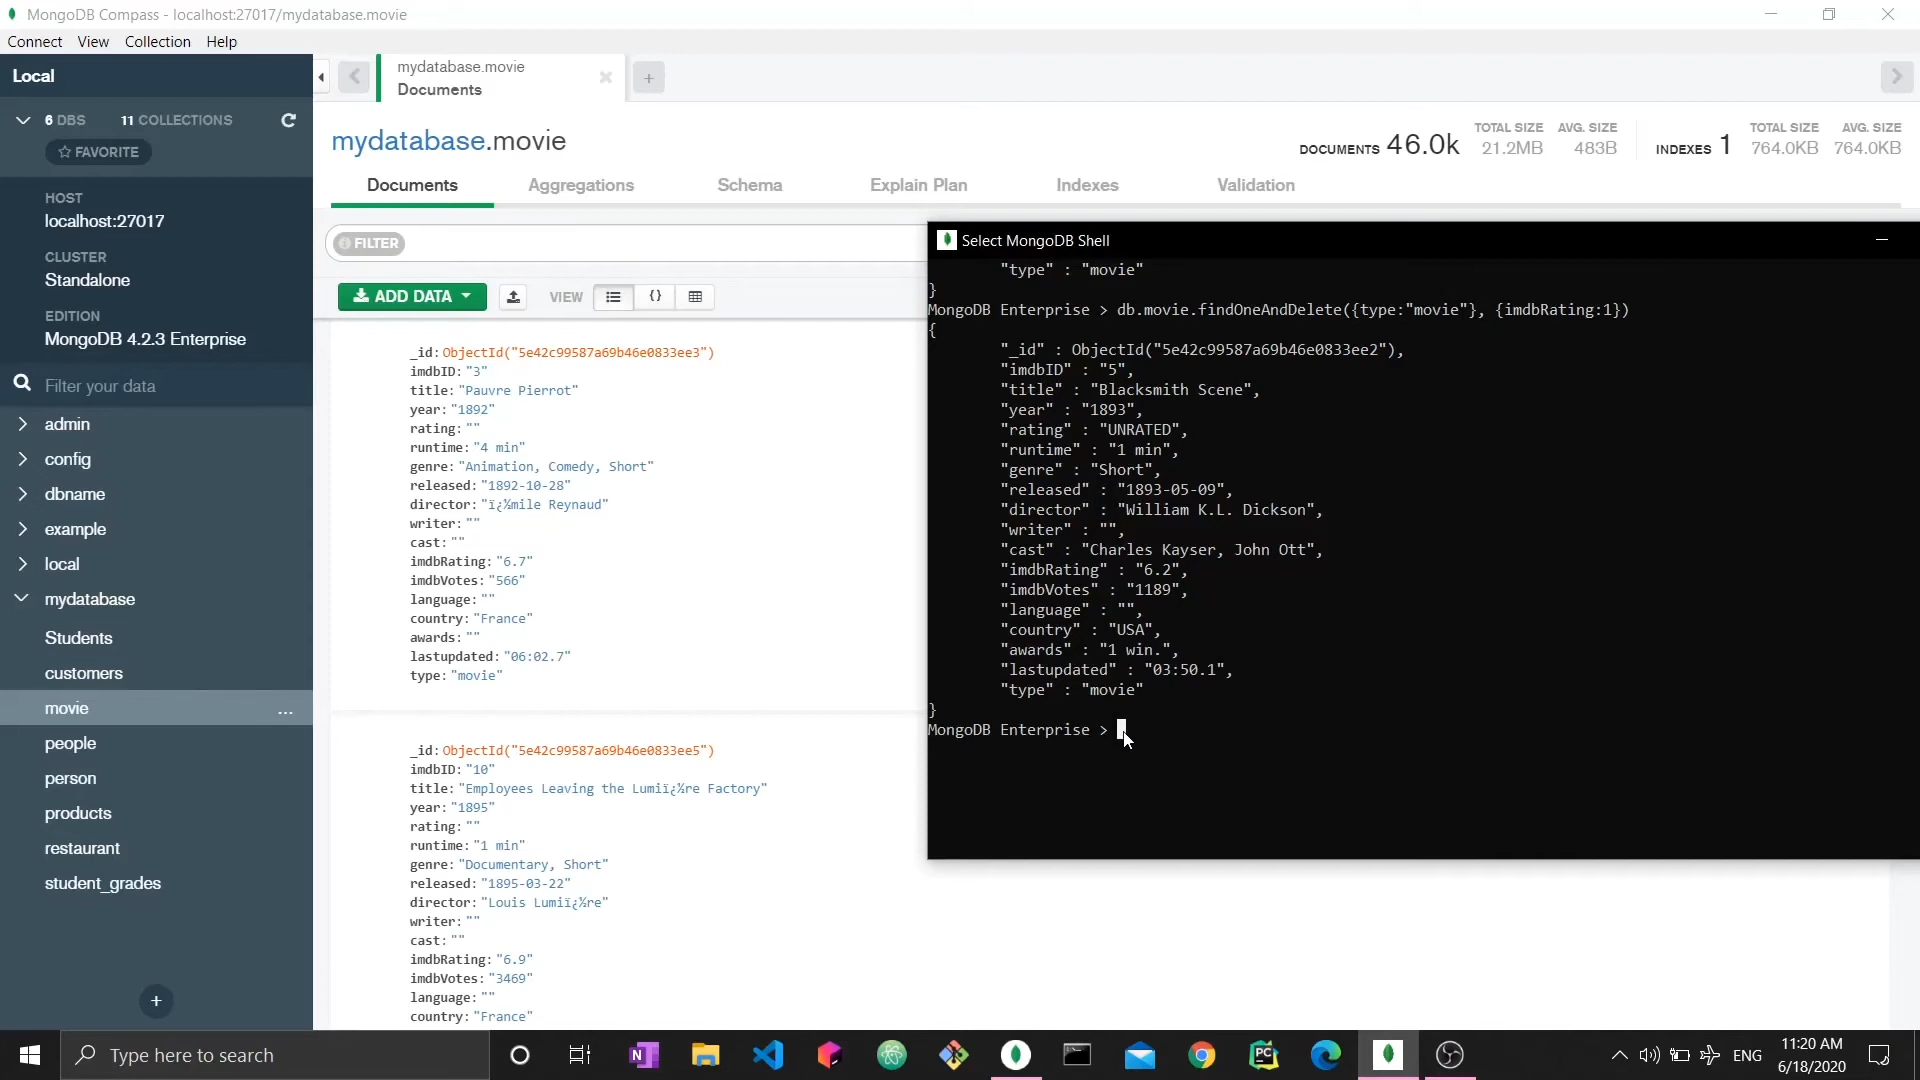 MongoDB Compass - localhost:27017/mydatabase.movie
Connect View Collection Help
Local
6 DBS 11 COLLECTIONS
FAVORITE
HOST
localhost:27017
CLUSTER
Standalone
EDITION
MongoDB 4.2.3 Enterprise
Filter your data
admin
config
dbname
example
local
mydatabase
Students
customers
movie ...
people
person
products
restaurant
student_grades
+
mydatabase.movie
Documents
+
mydatabase.movie
DOCUMENTS 46.0k TOTAL SIZE 21.2MB AVG. SIZE 483B INDEXES 1 TOTAL SIZE 764.0KB AVG. SIZE 764.0KB
Documents Aggregations Schema Explain Plan Indexes Validation
FILTER
ADD DATA VIEW {}
_id: ObjectId("5e42c99587a69b46e0833ee3")
imdbID: "3"
title: "Pauvre Pierrot"
year: "1892"
rating: ""
runtime: "4 min"
genre: "Animation, Comedy, Short"
released: "1892-10-28"
director: "ï¿½mile Reynaud"
writer: ""
cast: ""
imdbRating: "6.7"
imdbVotes: "566"
language: ""
country: "France"
awards: ""
lastupdated: "06:02.7"
type: "movie"
_id: ObjectId("5e42c99587a69b46e0833ee5")
imdbID: "10"
title: "Employees Leaving the Lumiï¿½re Factory"
year: "1895"
rating: ""
runtime: "1 min"
genre: "Documentary, Short"
released: "1895-03-22"
director: "Louis Lumiï¿½re"
writer: ""
cast: ""
imdbRating: "6.9"
imdbVotes: "3469"
language: ""
country: "France"
Select MongoDB Shell
"type" : "movie"
}
MongoDB Enterprise > db.movie.findOneAndDelete({type:"movie"}, {imdbRating:1})
{
"_id" : ObjectId("5e42c99587a69b46e0833ee2"),
"imdbID" : "5",
"title" : "Blacksmith Scene",
"year" : "1893",
"rating" : "UNRATED",
"runtime" : "1 min",
"genre" : "Short",
"released" : "1893-05-09",
"director" : "William K.L. Dickson",
"writer" : "",
"cast" : "Charles Kayser, John Ott",
"imdbRating" : "6.2",
"imdbVotes" : "1189",
"language" : "",
"country" : "USA",
"awards" : "1 win.",
"lastupdated" : "03:50.1",
"type" : "movie"
}
MongoDB Enterprise >
Type here to search
ENG
11:20 AM
6/18/2020